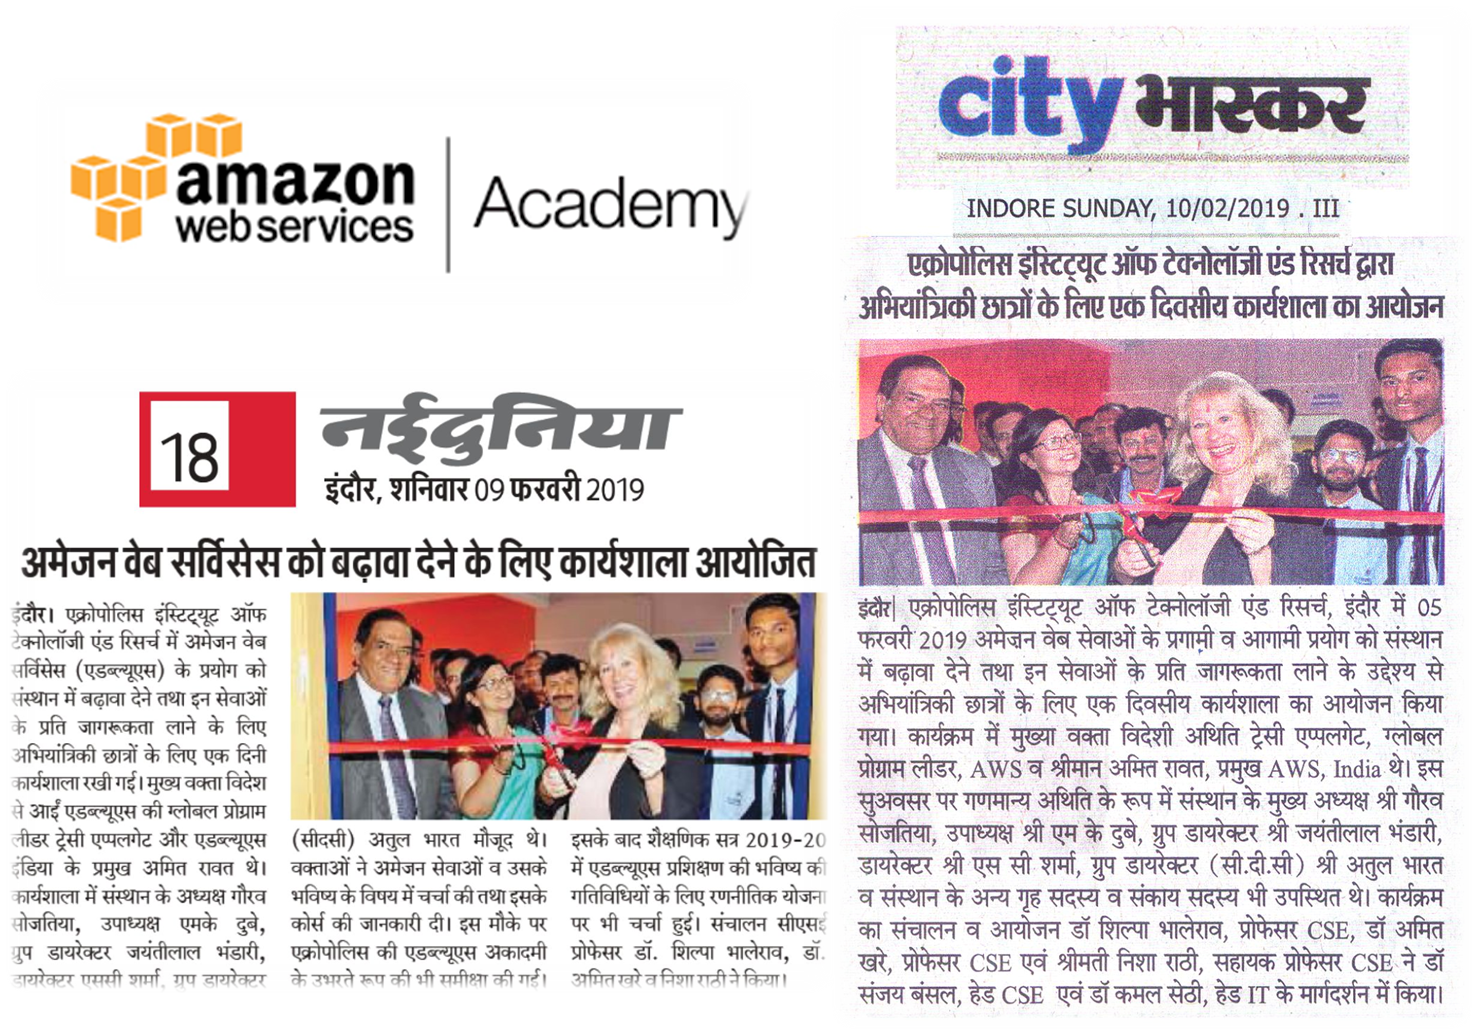 amazon
web services
Academy
18
नईदुनिया
इंदौर, शनिवार 09 फरवरी 2019
अमेजन वेब सर्विसेस को बढ़ावा देने के लिए कार्यशाला आयोजित
इंदौर। एक्रोपोलिस इंस्टिट्यूट ऑफ
टेक्नोलॉजी एंड रिसर्च में अमेजन वेब
सर्विसेस (एडब्ल्यूएस) के प्रयोग को
संस्थान में बढ़ावा देने तथा इन सेवाओं
के प्रति जागरूकता लाने के लिए
अभियांत्रिकी छात्रों के लिए एक दिनी
कार्यशाला रखी गई। मुख्य वक्ता विदेश
से आईं एडब्ल्यूएस की ग्लोबल प्रोग्राम
लीडर ट्रेसी एप्पलगेट और एडब्ल्यूएस
इंडिया के प्रमुख अमित रावत थे।
कार्यशाला में संस्थान के अध्यक्ष गौरव
सोजतिया, उपाध्यक्ष एमके दुबे,
ग्रुप डायरेक्टर जयंतीलाल भंडारी,
डायरेक्टर एससी शर्मा, ग्रुप डायरेक्टर
(सीदसी) अतुल भारत मौजूद थे।
वक्ताओं ने अमेजन सेवाओं व उसके
भविष्य के विषय में चर्चा की तथा इसके
कोर्स की जानकारी दी। इस मौके पर
एक्रोपोलिस की एडब्ल्यूएस अकादमी
के उभरते रूप की भी समीक्षा की गई।
इसके बाद शैक्षणिक सत्र 2019-20
में एडब्ल्यूएस प्रशिक्षण की भविष्य की
गतिविधियों के लिए रणनीतिक योजना
पर भी चर्चा हुई। संचालन सीएसई
प्रोफेसर डॉ. शिल्पा भालेराव, डॉ.
अमित खरे व निशा राठी ने किया।
city भास्कर
INDORE SUNDAY, 10/02/2019 . III
एक्रोपोलिस इंस्टिट्यूट ऑफ टेक्नोलॉजी एंड रिसर्च द्वारा
अभियांत्रिकी छात्रों के लिए एक दिवसीय कार्यशाला का आयोजन
इंदौर| एक्रोपोलिस इंस्टिट्यूट ऑफ टेक्नोलॉजी एंड रिसर्च, इंदौर में 05
फरवरी 2019 अमेजन वेब सेवाओं के प्रगामी व आगामी प्रयोग को संस्थान
में बढ़ावा देने तथा इन सेवाओं के प्रति जागरूकता लाने के उद्देश्य से
अभियांत्रिकी छात्रों के लिए एक दिवसीय कार्यशाला का आयोजन किया
गया। कार्यक्रम में मुख्या वक्ता विदेशी अथिति ट्रेसी एप्पलगेट, ग्लोबल
प्रोग्राम लीडर, AWS व श्रीमान अमित रावत, प्रमुख AWS, India थे। इस
सुअवसर पर गणमान्य अथिति के रूप में संस्थान के मुख्य अध्यक्ष श्री गौरव
सोजतिया, उपाध्यक्ष श्री एम के दुबे, ग्रुप डायरेक्टर श्री जयंतीलाल भंडारी,
डायरेक्टर श्री एस सी शर्मा, ग्रुप डायरेक्टर (सी.दी.सी) श्री अतुल भारत
व संस्थान के अन्य गृह सदस्य व संकाय सदस्य भी उपस्थित थे। कार्यक्रम
का संचालन व आयोजन डॉ शिल्पा भालेराव, प्रोफेसर CSE, डॉ अमित
खरे, प्रोफेसर CSE एवं श्रीमती निशा राठी, सहायक प्रोफेसर CSE ने डॉ
संजय बंसल, हेड CSE एवं डॉ कमल सेठी, हेड IT के मार्गदर्शन में किया।